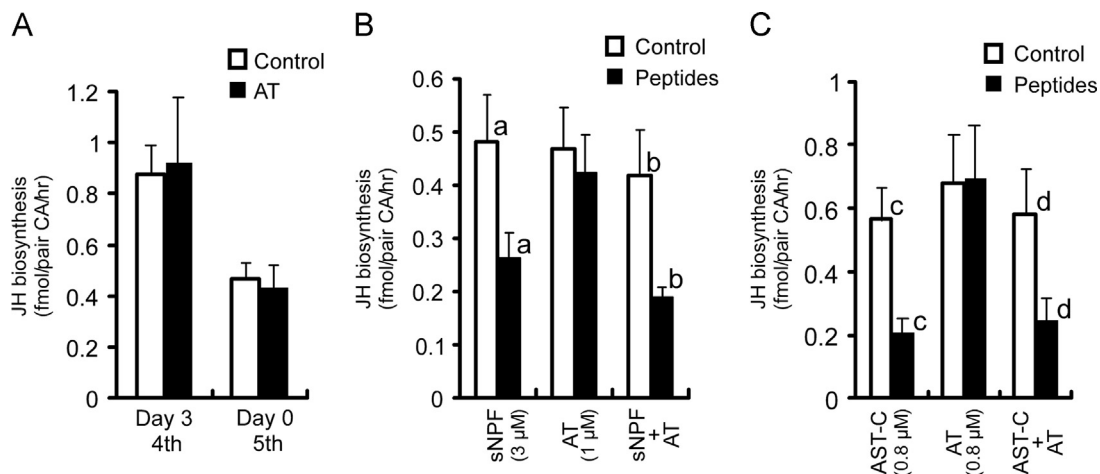 A
Control
AT
JH biosynthesis
(fmol/pair CA/hr)
1.2
1
0.8
0.6
0.4
0.2
0
Day 3
4th
Day 0
5th
B
Control
Peptides
JH biosynthesis
(fmol/pair CA/hr)
0.6
0.5
0.4
0.3
0.2
0.1
0
a
a
b
b
sNPF
(3 µM)
AT
(1 µM)
sNPF
+
AT
C
Control
Peptides
JH biosynthesis
(fmol/pair CA/hr)
1
0.8
0.6
0.4
0.2
0
c
c
d
d
AST-C
(0.8 µM)
AT
(0.8 µM)
AST-C
+
AT